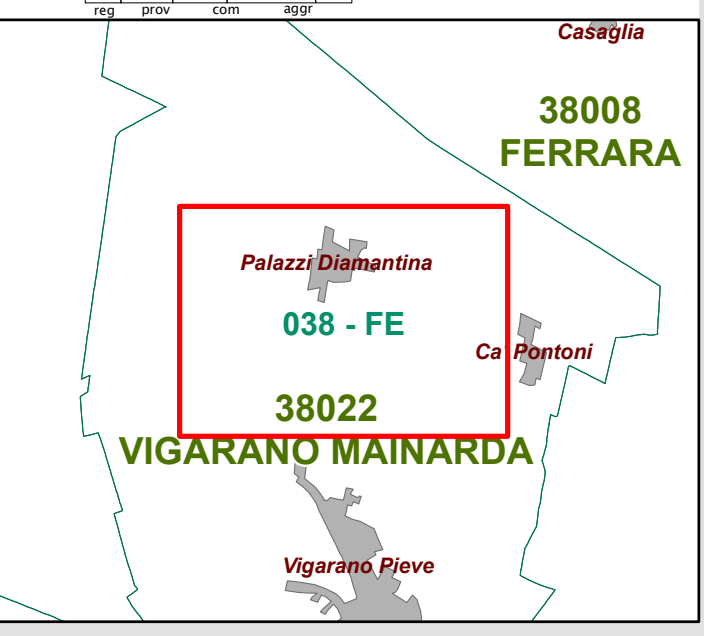 reg prov com aggr
Casaglia
38008
FERRARA
Palazzi Diamantina
038 - FE
Ca' Pontoni
38022
VIGARANO MAINARDA
Vigarano Pieve